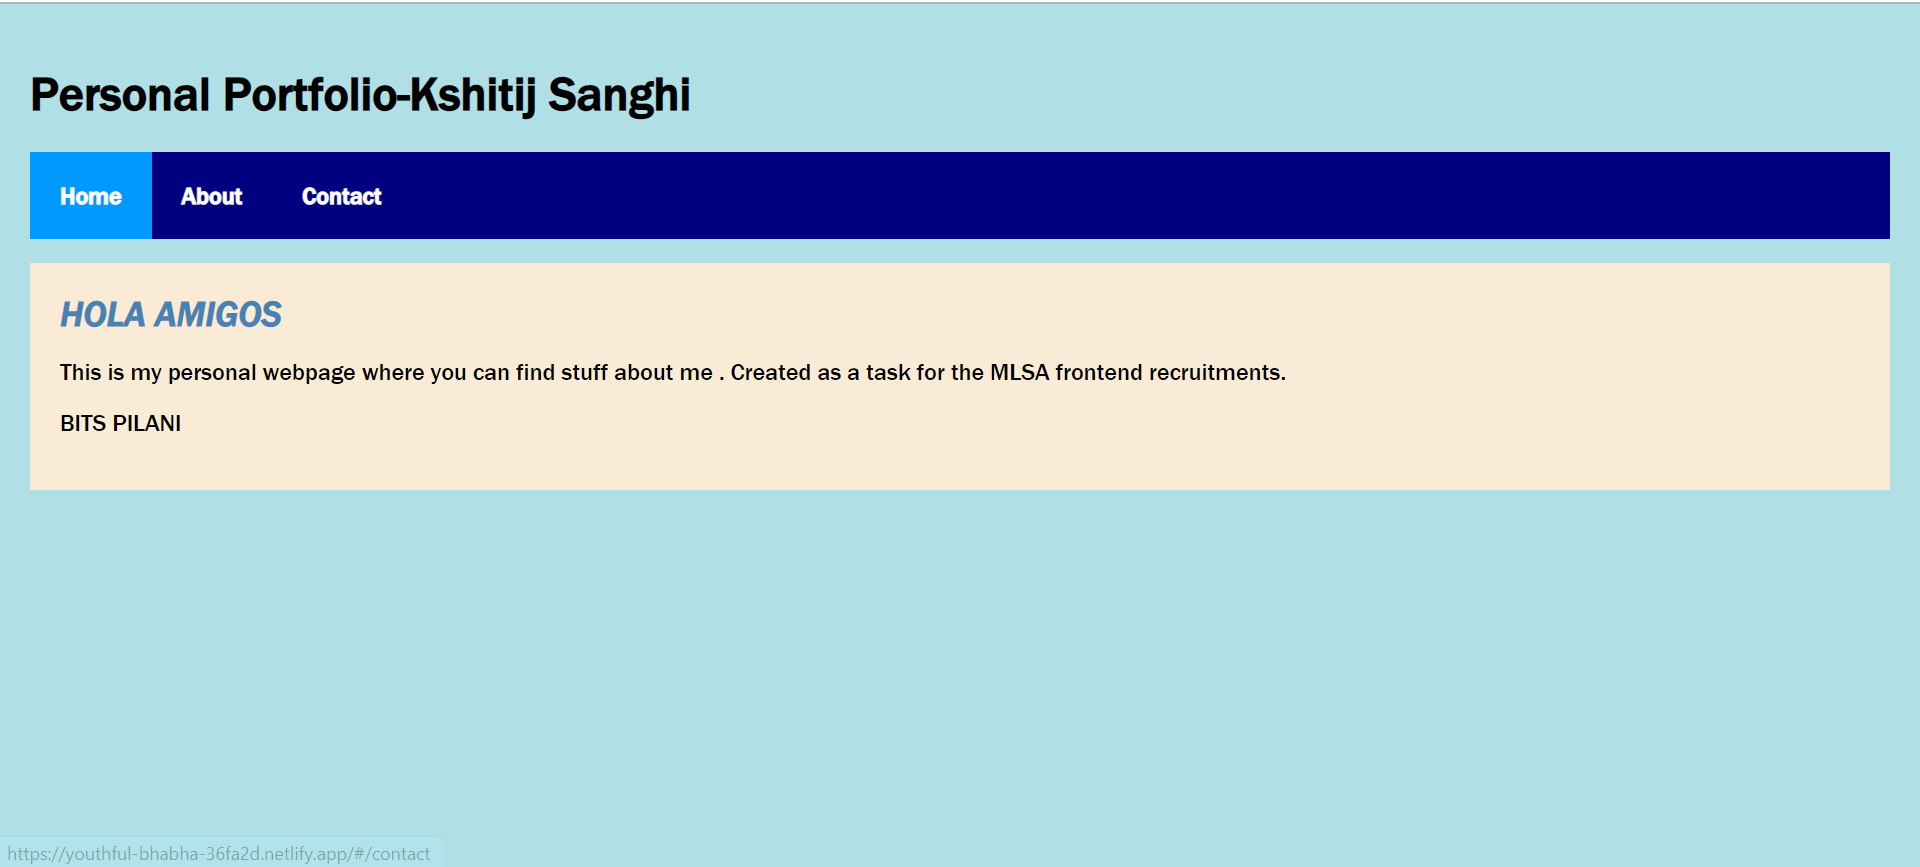 Personal Portfolio-Kshitij Sanghi
Home About Contact
HOLA AMIGOS
This is my personal webpage where you can find stuff about me . Created as a task for the MLSA frontend recruitments.
BITS PILANI
https://youthful-bhabha-36fa2d.netlify.app/#/contact